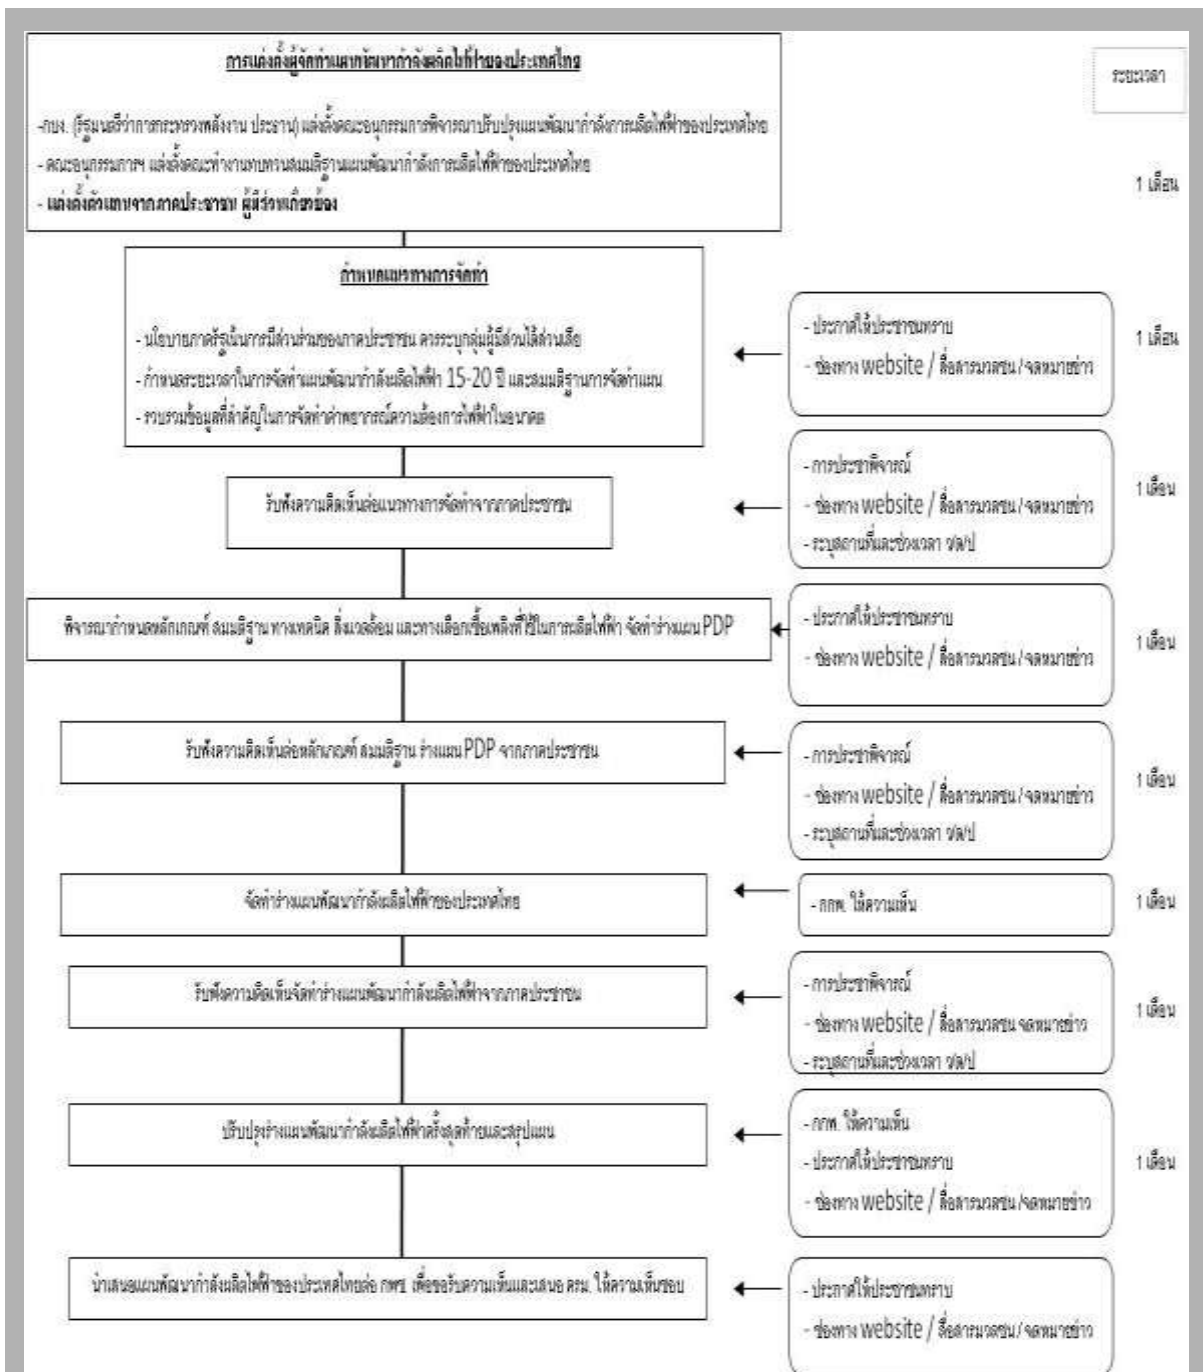 การแต่งตั้งผู้จัดทำแผนพัฒนากำลังผลิตไฟฟ้าของประเทศไทย
ระยะเวลา
-กบง. (รัฐมนตรีว่าการกระทรวงพลังงาน ประธาน) แต่งตั้งคณะอนุกรรมการพิจารณาปรับปรุงแผนพัฒนากำลังการผลิตไฟฟ้าของประเทศไทย
- คณะอนุกรรมการฯ แต่งตั้งคณะทำงานทบทวนสมมติฐานแผนพัฒนากำลังการผลิตไฟฟ้าของประเทศไทย
- แต่งตั้งตัวแทนจากภาคประชาชน ผู้มีส่วนเกี่ยวข้อง
1 เดือน
กำหนดแนวทางการจัดทำ
- นโยบายภาครัฐเน้นการมีส่วนร่วมของภาคประชาชน ควรระบุกลุ่มผู้มีส่วนได้ส่วนเสีย
- กำหนดระยะเวลาในการจัดทำแผนพัฒนากำลังผลิตไฟฟ้า 15-20 ปี และสมมติฐานการจัดทำแผน
- รวบรวมข้อมูลที่สำคัญในการจัดทำค่าพยากรณ์ความต้องการไฟฟ้าในอนาคต
- ประกาศให้ประชาชนทราบ
- ช่องทาง website / สื่อสารมวลชน / จดหมายข่าว
1 เดือน
รับฟังความคิดเห็นต่อแนวทางการจัดทำจากภาคประชาชน
- การประชาพิจารณ์
- ช่องทาง website / สื่อสารมวลชน / จดหมายข่าว
- ระบุสถานที่และช่วงเวลา ว/ด/ป
1 เดือน
พิจารณากำหนดหลักเกณฑ์ สมมติฐาน ทางเทคนิค สิ่งแวดล้อม และทางเลือกเชื้อเพลิงที่ใช้ในการผลิตไฟฟ้า จัดทำร่างแผน PDP
- ประกาศให้ประชาชนทราบ
- ช่องทาง website / สื่อสารมวลชน / จดหมายข่าว
1 เดือน
รับฟังความคิดเห็นต่อหลักเกณฑ์ สมมติฐาน ร่างแผน PDP จากภาคประชาชน
- การประชาพิจารณ์
- ช่องทาง website / สื่อสารมวลชน / จดหมายข่าว
- ระบุสถานที่และช่วงเวลา ว/ด/ป
1 เดือน
จัดทำร่างแผนพัฒนากำลังผลิตไฟฟ้าของประเทศไทย
- กกพ. ให้ความเห็น
1 เดือน
รับฟังความคิดเห็นจัดทำร่างแผนพัฒนากำลังผลิตไฟฟ้าจากภาคประชาชน
- การประชาพิจารณ์
- ช่องทาง website / สื่อสารมวลชน จดหมายข่าว
- ระบุสถานที่และช่วงเวลา ว/ด/ป
1 เดือน
ปรับปรุงร่างแผนพัฒนากำลังผลิตไฟฟ้าครั้งสุดท้ายและสรุปแผน
- กกพ. ให้ความเห็น
- ประกาศให้ประชาชนทราบ
- ช่องทาง website / สื่อสารมวลชน /จดหมายข่าว
1 เดือน
นำเสนอแผนพัฒนากำลังผลิตไฟฟ้าของประเทศไทยต่อ กพช. เพื่อขอรับความเห็นและเสนอ ครม. ให้ความเห็นชอบ
- ประกาศให้ประชาชนทราบ
- ช่องทาง website / สื่อสารมวลชน / จดหมายข่าว